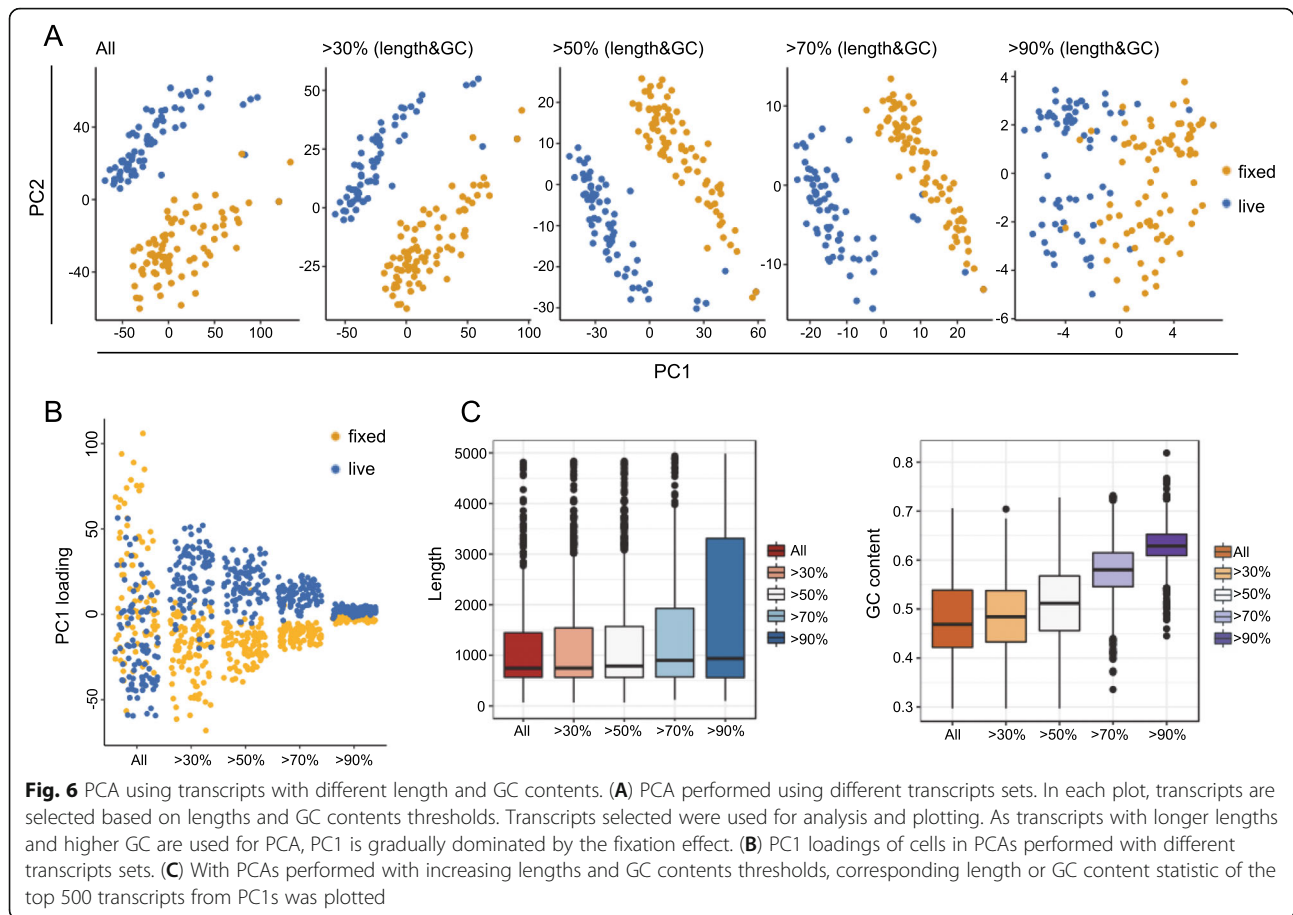 A
All
>30% (length&GC)
>50% (length&GC)
>70% (length&GC)
>90% (length&GC)
PC2
40
0
-40
-50
0
50
100
50
25
0
-25
-50
0
50
100
20
10
0
-10
-20
-30
-30
0
30
60
10
0
-10
-20
-10
0
10
20
4
2
0
-2
-4
-6
-4
0
4
fixed
live
PC1
B
PC1 loading
100
50
0
-50
fixed
live
All
>30%
>50%
>70%
>90%
C
Length
5000
4000
3000
2000
1000
0
All
>30%
>50%
>70%
>90%
All
>30%
>50%
>70%
>90%
GC content
0.8
0.7
0.6
0.5
0.4
0.3
All
>30%
>50%
>70%
>90%
All
>30%
>50%
>70%
>90%
Fig. 6 PCA using transcripts with different length and GC contents. (A) PCA performed using different transcripts sets. In each plot, transcripts are
selected based on lengths and GC contents thresholds. Transcripts selected were used for analysis and plotting. As transcripts with longer lengths
and higher GC are used for PCA, PC1 is gradually dominated by the fixation effect. (B) PC1 loadings of cells in PCAs performed with different
transcripts sets. (C) With PCAs performed with increasing lengths and GC contents thresholds, corresponding length or GC content statistic of the
top 500 transcripts from PC1s was plotted